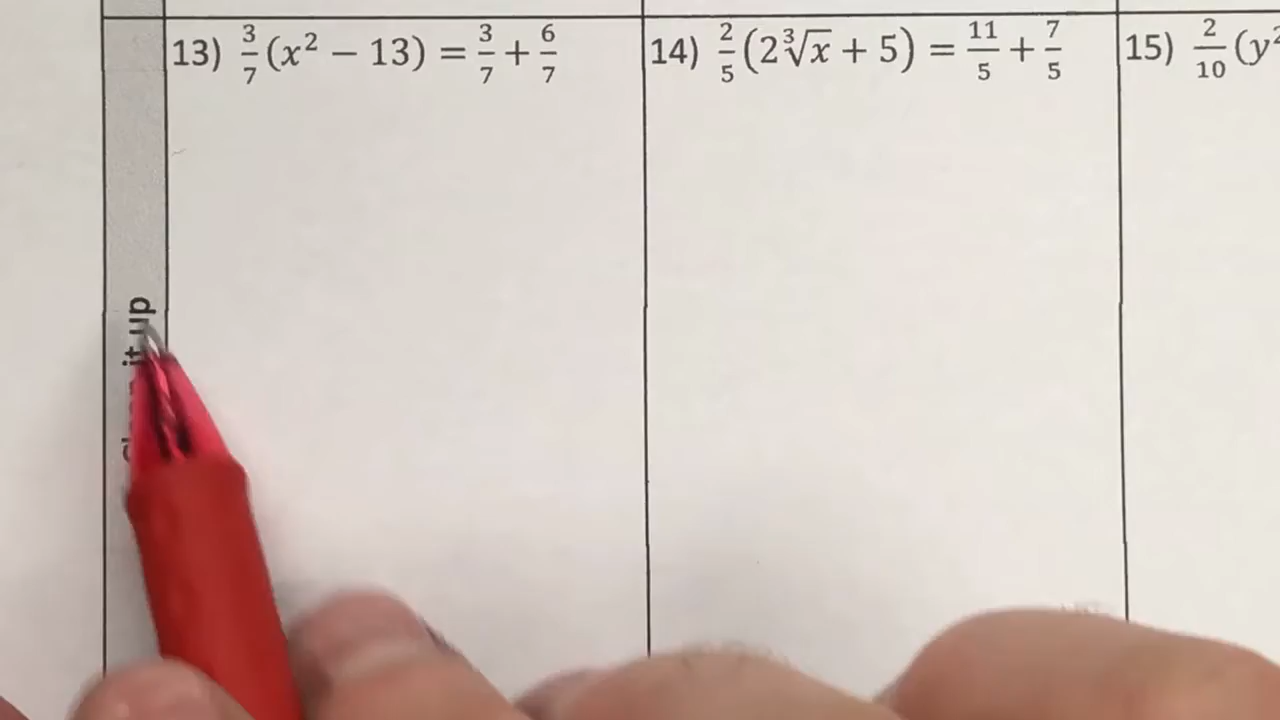 13) 3/7 (x² − 13) = 3/7 + 6/7
14) 2/5 (2∛x + 5) = 11/5 + 7/5
15) 2/10 (y²
it up